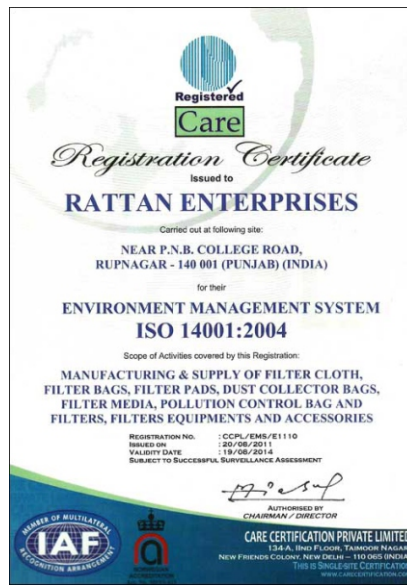 Registered
Care
Registration Certificate
Issued to
RATTAN ENTERPRISES
Carried out at following site:
NEAR P.N.B. COLLEGE ROAD,
RUPNAGAR - 140 001 (PUNJAB) (INDIA)
for their
ENVIRONMENT MANAGEMENT SYSTEM
ISO 14001:2004
Scope of Activities covered by this Registration:
MANUFACTURING & SUPPLY OF FILTER CLOTH,
FILTER BAGS, FILTER PADS, DUST COLLECTOR BAGS,
FILTER MEDIA, POLLUTION CONTROL BAG AND
FILTERS, FILTERS EQUIPMENTS AND ACCESSORIES
REGISTRATION NO. : CCPL/EMS/E1110
ISSUED ON : 20/08/2011
VALIDITY DATE : 19/08/2014
SUBJECT TO SUCCESSFUL SURVEILLANCE ASSESSMENT
AUTHORISED BY
CHAIRMAN / DIRECTOR
MEMBER OF MULTILATERAL
IAF
RECOGNITION ARRANGEMENT
NORWEGIAN
ACCREDITATION
CARE CERTIFICATION PRIVATE LIMITED
134-A, IIND FLOOR, TAIMOOR NAGAR
NEW FRIENDS COLONY, NEW DELHI – 110 065 (INDIA)
THIS IS SINGLE-SITE CERTIFICATION
WWW.CARECERTIFICATION.COM